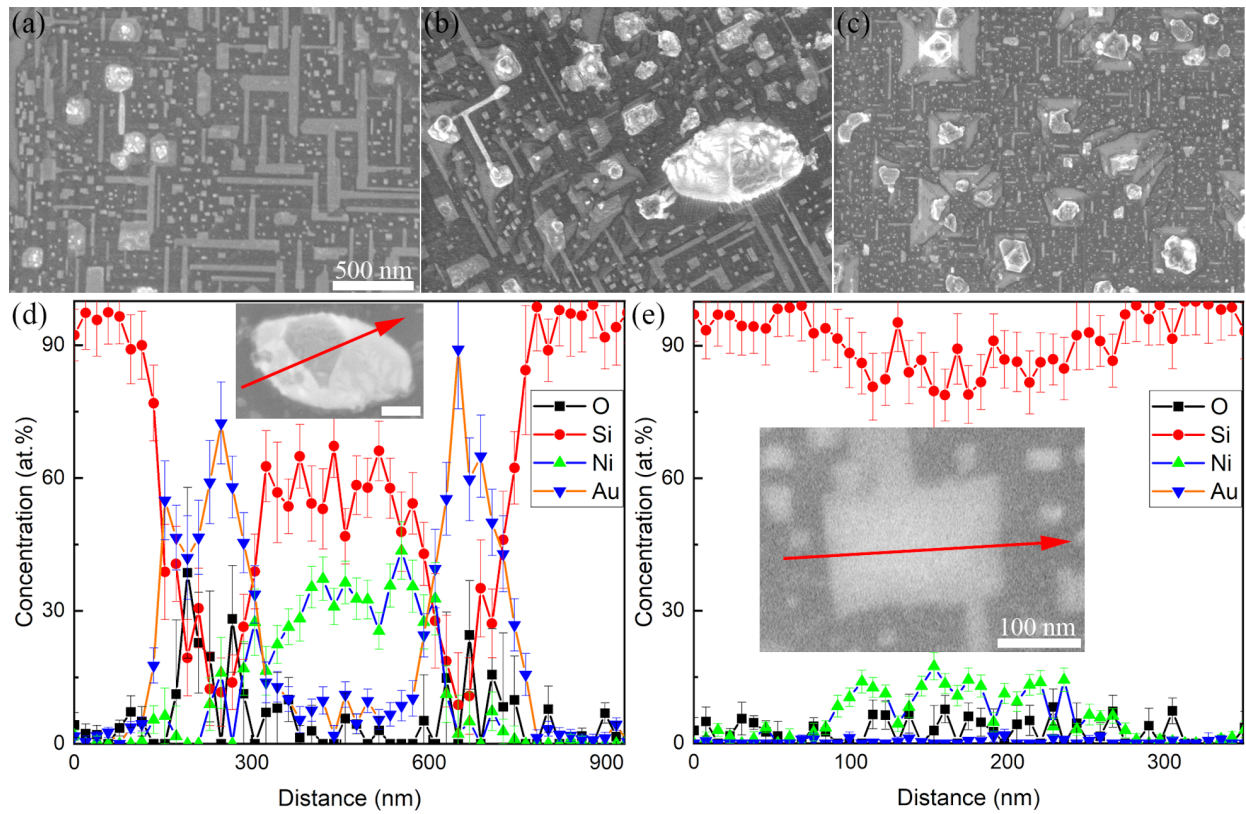 (a)
(b)
(c)
500 nm
(d)
(e)
90
60
30
0
Concentration (at.%)
O
Si
Ni
Au
0
300
600
900
Distance (nm)
90
60
30
0
Concentration (at.%)
O
Si
Ni
Au
100 nm
0
100
200
300
Distance (nm)